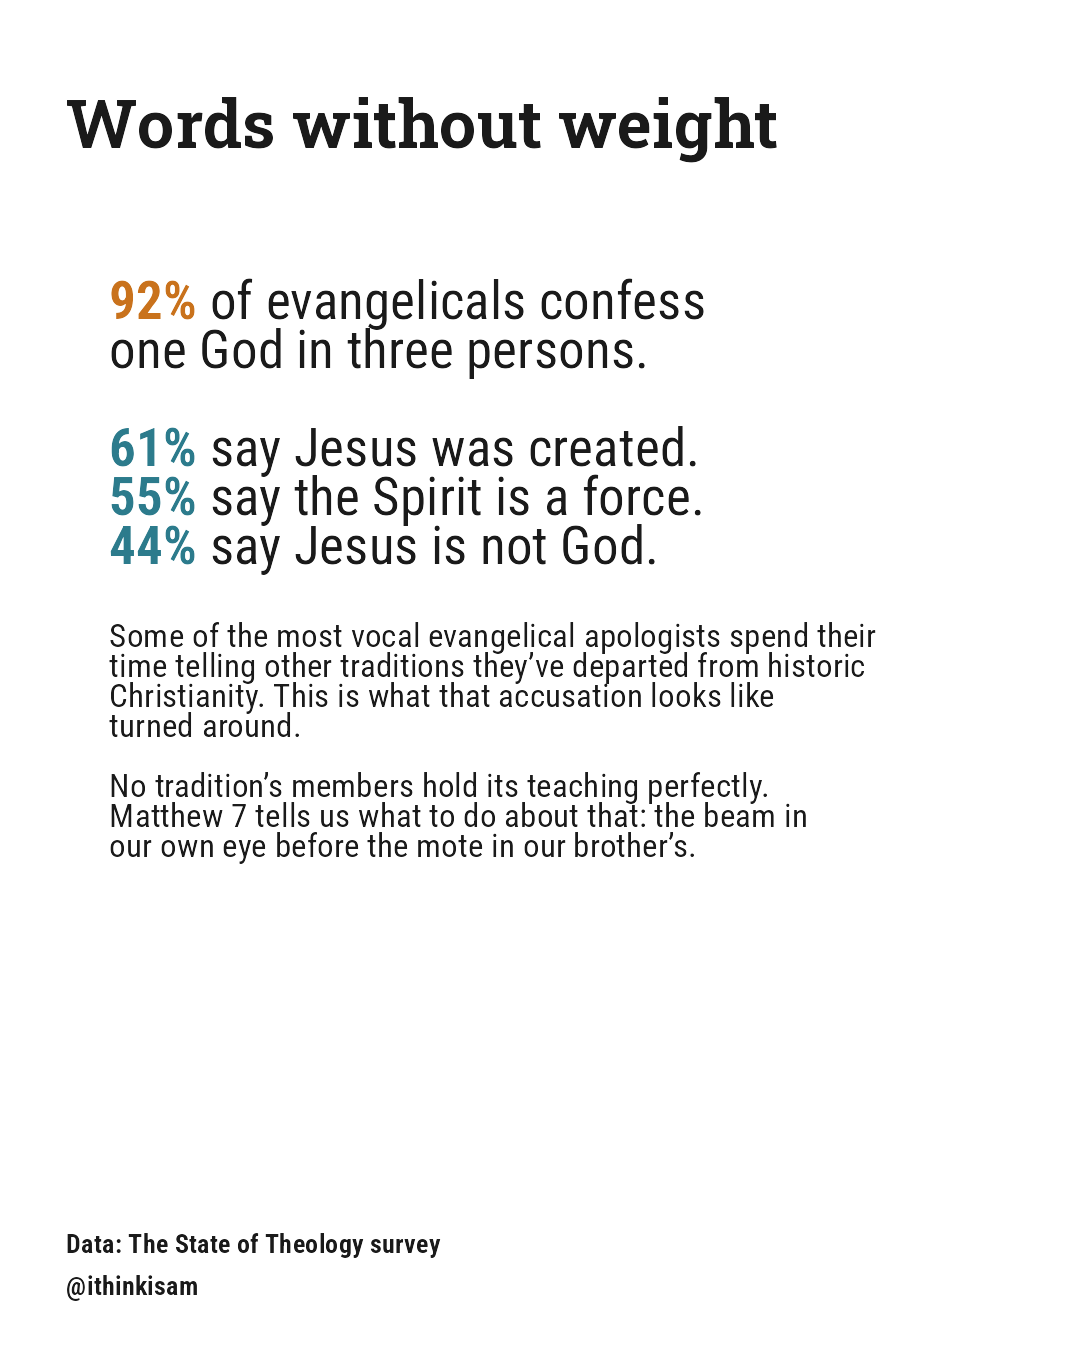 Words without weight
92% of evangelicals confess
one God in three persons.
61% say Jesus was created.
55% say the Spirit is a force.
44% say Jesus is not God.
Some of the most vocal evangelical apologists spend their
time telling other traditions they’ve departed from historic
Christianity. This is what that accusation looks like
turned around.
No tradition’s members hold its teaching perfectly.
Matthew 7 tells us what to do about that: the beam in
our own eye before the mote in our brother’s.
Data: The State of Theology survey
@ithinkisam